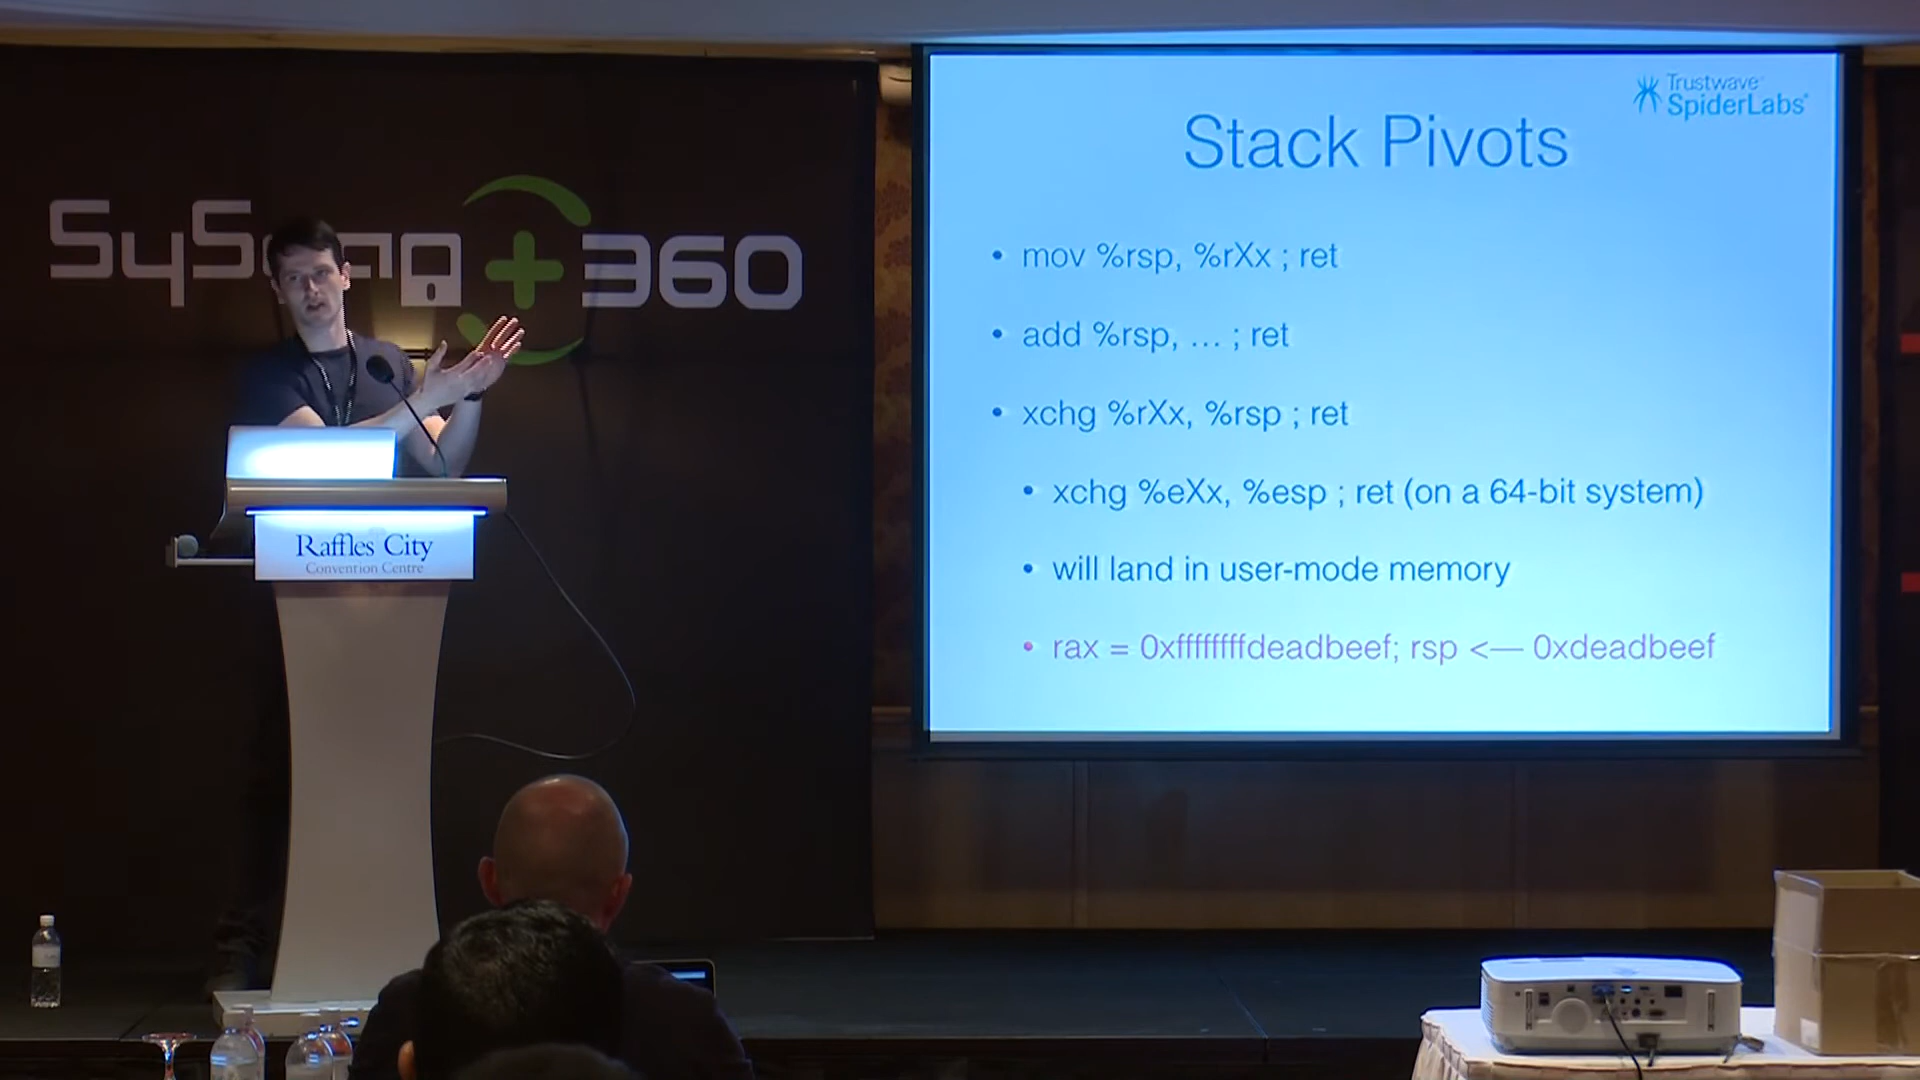 SyScan 360
Trustwave
SpiderLabs
Stack Pivots
• mov %rsp, %rXx ; ret
• add %rsp, … ; ret
• xchg %rXx, %rsp ; ret
• xchg %eXx, %esp ; ret (on a 64-bit system)
• will land in user-mode memory
• rax = 0xffffffffdeadbeef; rsp <— 0xdeadbeef
Raffles City
Convention Centre